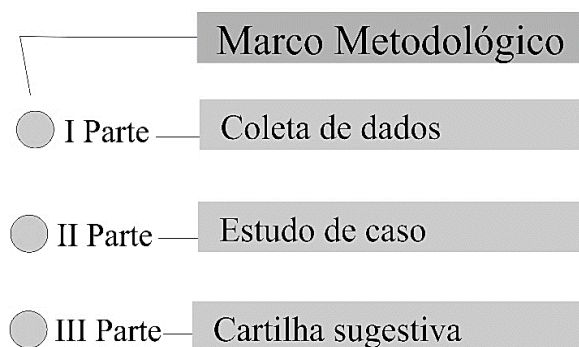 Marco Metodológico
I Parte Coleta de dados
II Parte Estudo de caso
III Parte Cartilha sugestiva